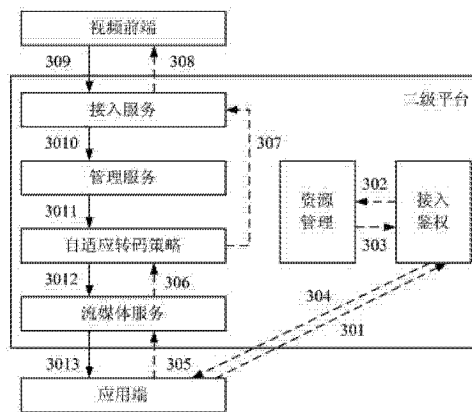 视频前端
309
308
二级平台
接入服务
307
3010
管理服务
资源
管理
302
303
接入
鉴权
3011
自适应转码策略
3012
306
304
流媒体服务
301
3013
305
应用端